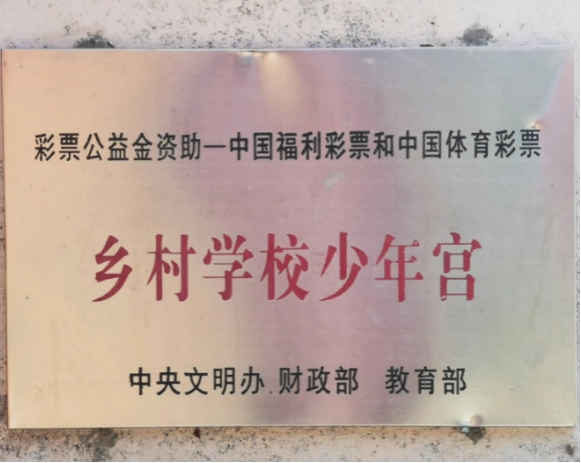 彩票公益金资助—中国福利彩票和中国体育彩票
乡村学校少年宫
中央文明办 财政部 教育部